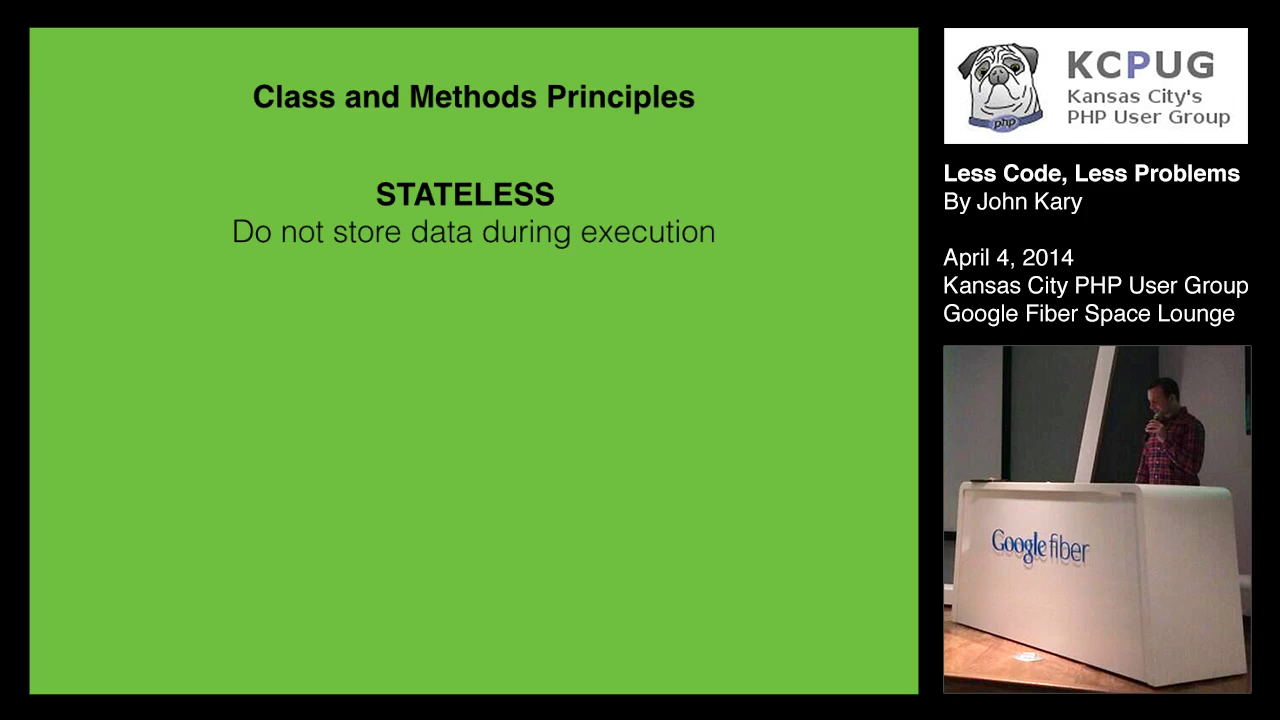 Class and Methods Principles
STATELESS
Do not store data during execution
KCPUG
Kansas City's
PHP User Group
php
Less Code, Less Problems
By John Kary
April 4, 2014
Kansas City PHP User Group
Google Fiber Space Lounge
Google fiber